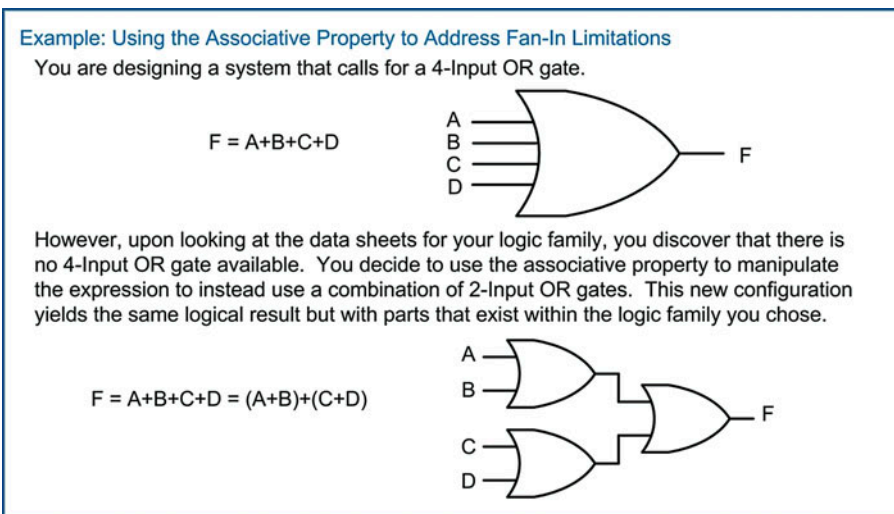 Example: Using the Associative Property to Address Fan-In Limitations
You are designing a system that calls for a 4-Input OR gate.
F = A+B+C+D
A
B
C
D
F
However, upon looking at the data sheets for your logic family, you discover that there is
no 4-Input OR gate available. You decide to use the associative property to manipulate
the expression to instead use a combination of 2-Input OR gates. This new configuration
yields the same logical result but with parts that exist within the logic family you chose.
F = A+B+C+D = (A+B)+(C+D)
A
B
C
D
F